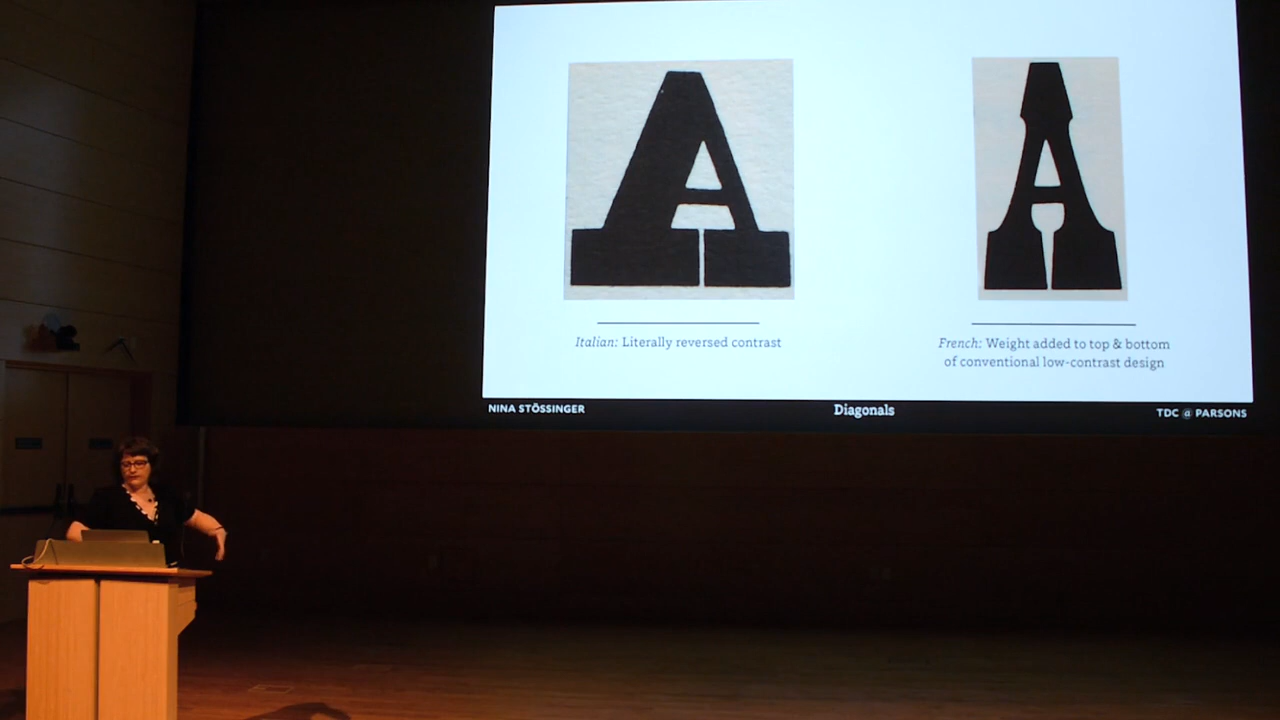 A
A
Italian: Literally reversed contrast
French: Weight added to top & bottom
of conventional low-contrast design
NINA STÖSSINGER
Diagonals
TDC @ PARSONS